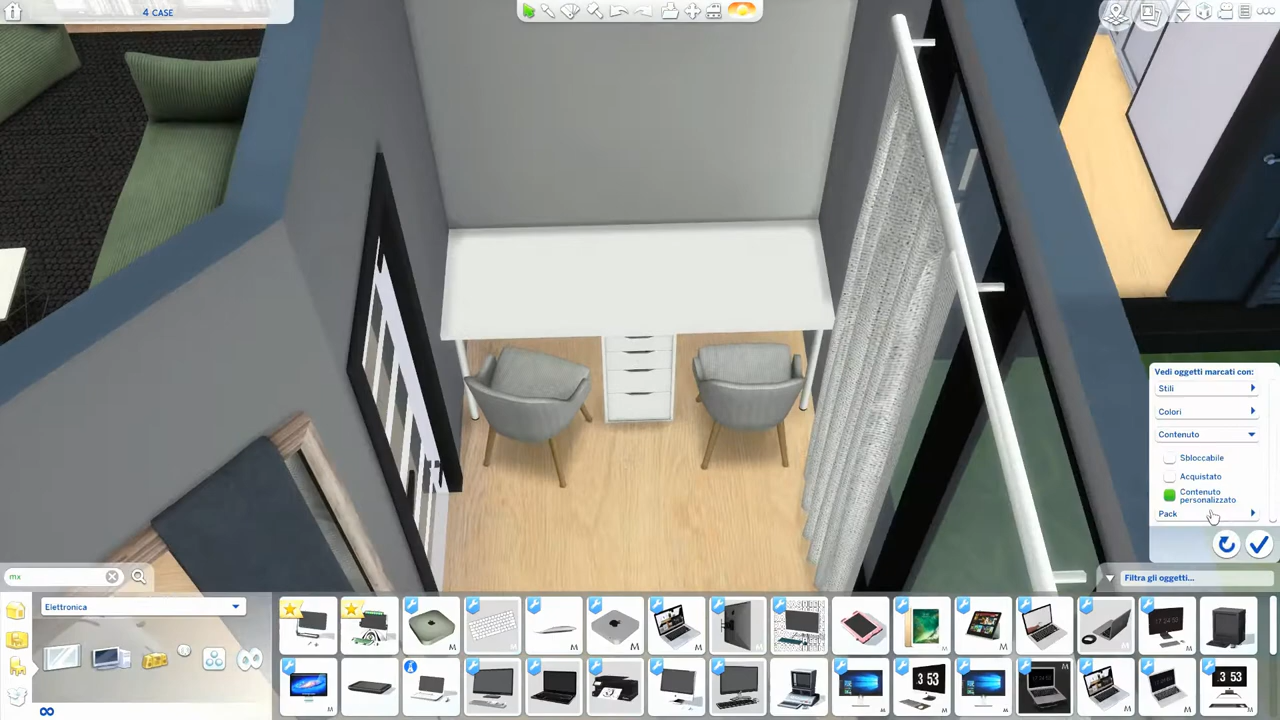 4 CASE
Vedi oggetti marcati con:
Stili
Colori
Contenuto
Sbloccabile
Acquistato
Contenuto
personalizzato
Pack
Filtra gli oggetti...
mx
Elettronica
M
M
M
M
M
M
M
M
M
M
M
3 53
M
3 53